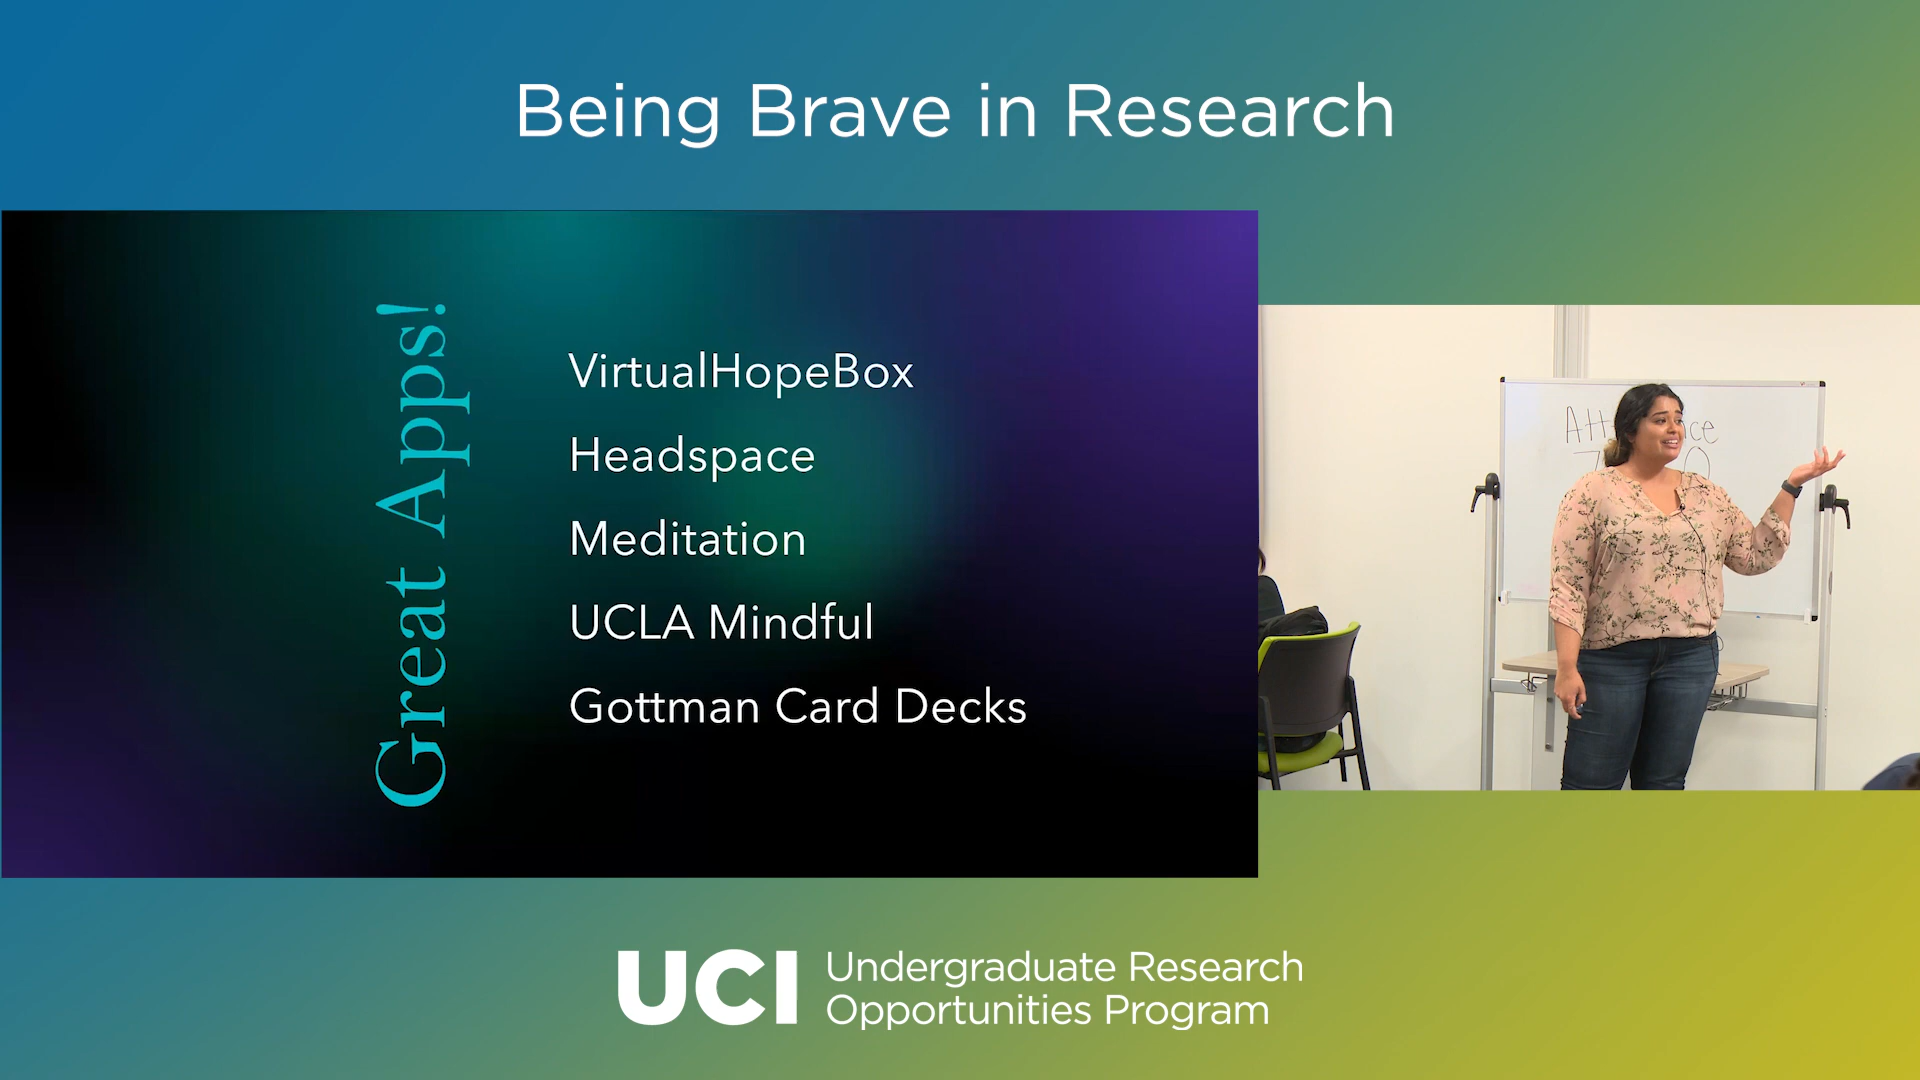 Being Brave in Research
Great Apps!
VirtualHopeBox
Headspace
Meditation
UCLA Mindful
Gottman Card Decks
UCI Undergraduate Research
Opportunities Program